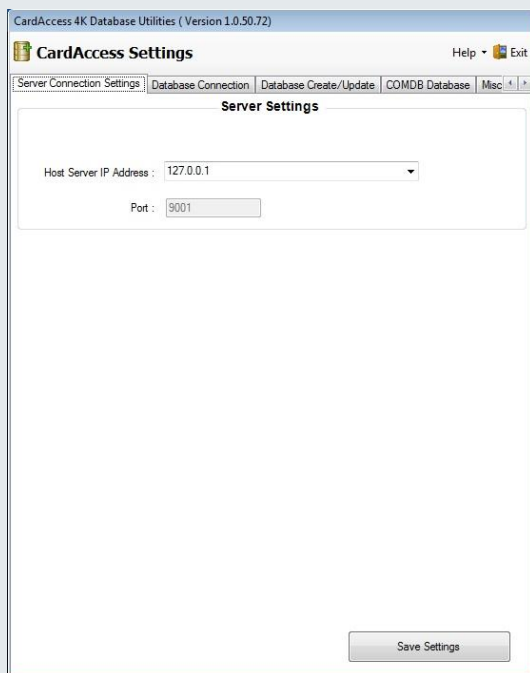 CardAccess 4K Database Utilities ( Version 1.0.50.72)
CardAccess Settings
Help
Exit
Server Connection Settings
Database Connection
Database Create/Update
COMDB Database
Misc
Server Settings
Host Server IP Address : 127.0.0.1
Port : 9001
Save Settings